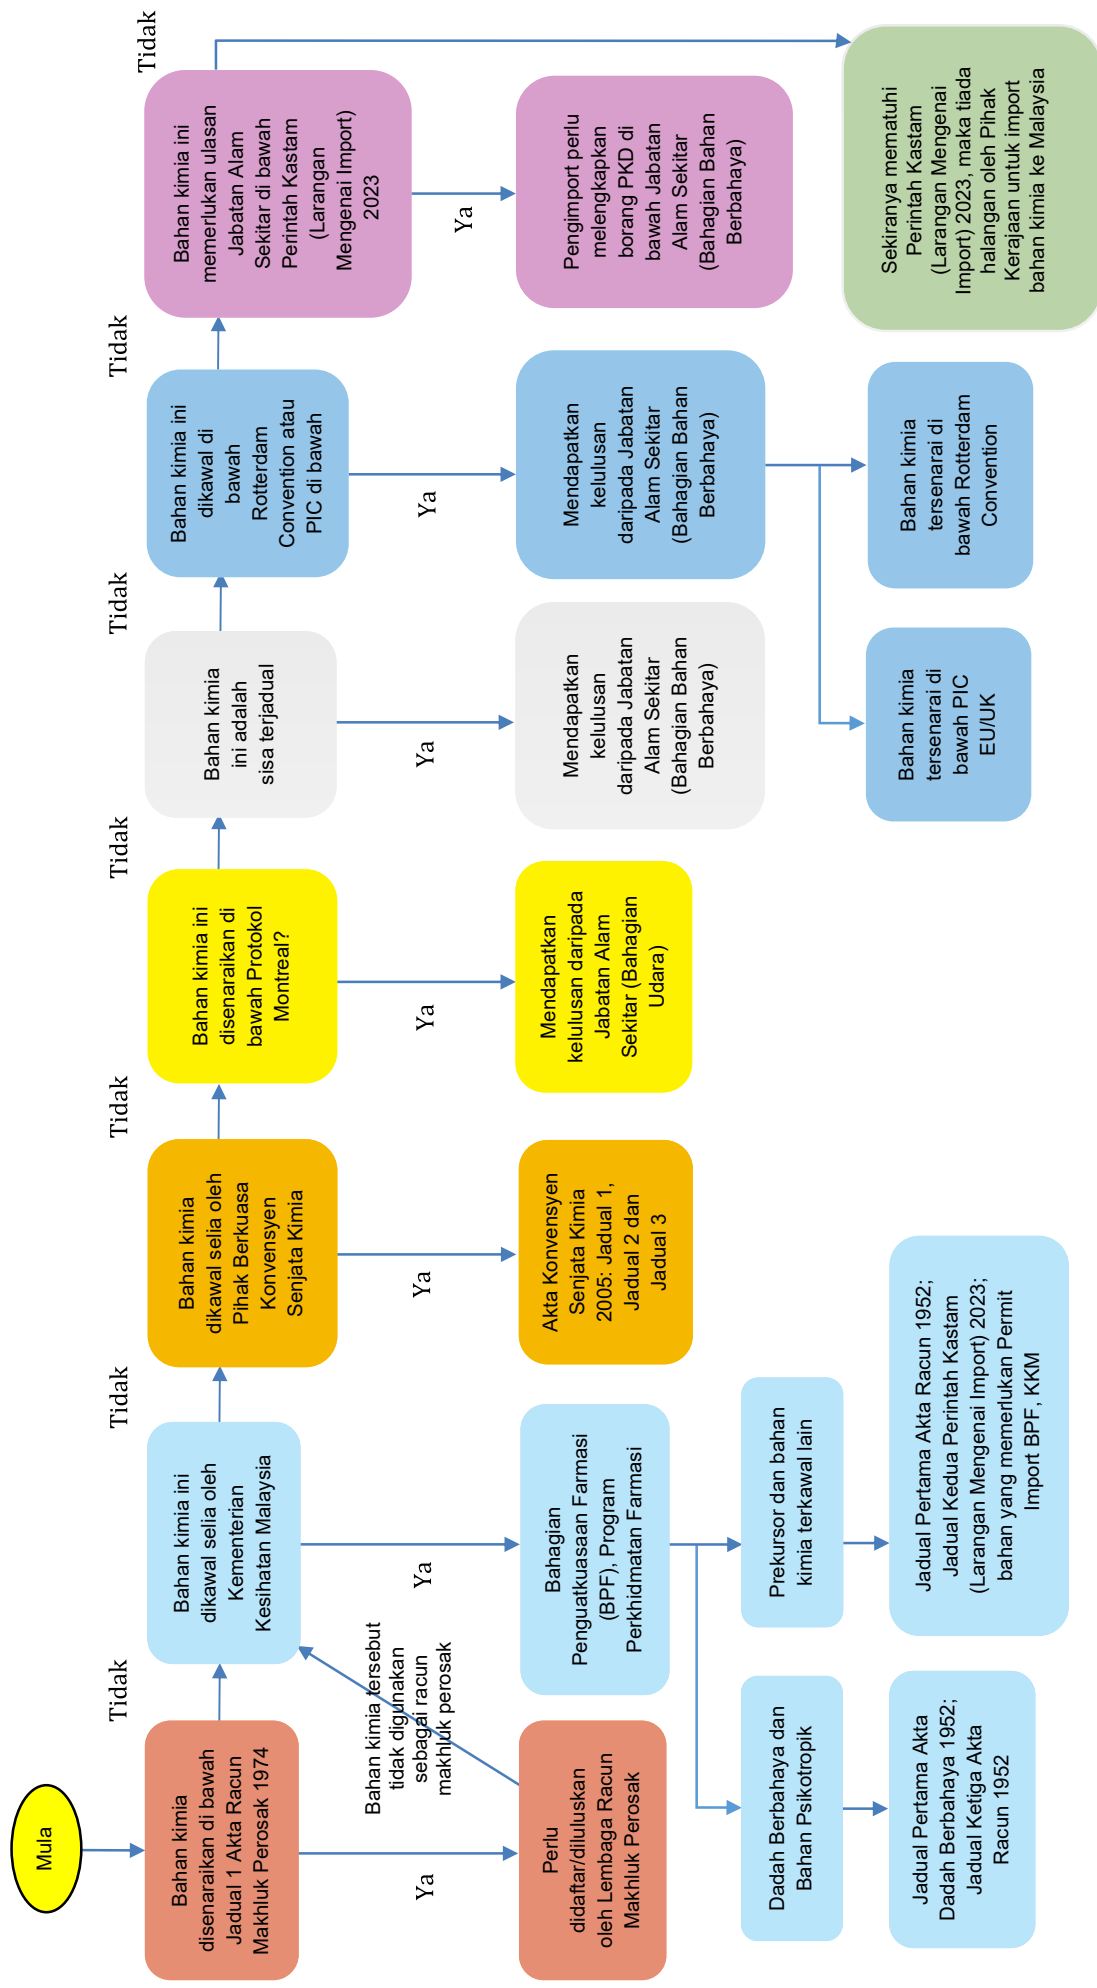 Mula
Bahan kimia
disenaraikan di bawah
Jadual 1 Akta Racun
Makhluk Perosak 1974
Tidak
Ya
Perlu
didaftar/diluluskan
oleh Lembaga Racun
Makhluk Perosak
Bahan kimia tersebut
tidak digunakan
sebagai racun
makhluk perosak
Bahan kimia ini
dikawal selia oleh
Kementerian
Kesihatan Malaysia
Tidak
Ya
Bahagian
Penguatkuasaan Farmasi
(BPF), Program
Perkhidmatan Farmasi
Dadah Berbahaya dan
Bahan Psikotropik
Jadual Pertama Akta
Dadah Berbahaya 1952;
Jadual Ketiga Akta
Racun 1952
Prekursor dan bahan
kimia terkawal lain
Jadual Pertama Akta Racun 1952;
Jadual Kedua Perintah Kastam
(Larangan Mengenai Import) 2023;
bahan yang memerlukan Permit
Import BPF, KKM
Bahan kimia
dikawal selia oleh
Pihak Berkuasa
Konvensyen
Senjata Kimia
Tidak
Ya
Akta Konvensyen
Senjata Kimia
2005: Jadual 1,
Jadual 2 dan
Jadual 3
Bahan kimia ini
disenaraikan di
bawah Protokol
Montreal?
Tidak
Ya
Mendapatkan
kelulusan daripada
Jabatan Alam
Sekitar (Bahagian
Udara)
Bahan kimia
ini adalah
sisa terjadual
Tidak
Ya
Mendapatkan
kelulusan
daripada Jabatan
Alam Sekitar
(Bahagian Bahan
Berbahaya)
Bahan kimia ini
dikawal di
bawah
Rotterdam
Convention atau
PIC di bawah
Tidak
Ya
Mendapatkan
kelulusan
daripada Jabatan
Alam Sekitar
(Bahagian Bahan
Berbahaya)
Bahan kimia
tersenarai di
bawah PIC
EU/UK
Bahan kimia
tersenarai di
bawah Rotterdam
Convention
Bahan kimia ini
memerlukan ulasan
Jabatan Alam
Sekitar di bawah
Perintah Kastam
(Larangan
Mengenai Import)
2023
Tidak
Ya
Pengimport perlu
melengkapkan
borang PKD di
bawah Jabatan
Alam Sekitar
(Bahagian Bahan
Berbahaya)
Sekiranya mematuhi
Perintah Kastam
(Larangan Mengenai
Import) 2023, maka tiada
halangan oleh Pihak
Kerajaan untuk import
bahan kimia ke Malaysia